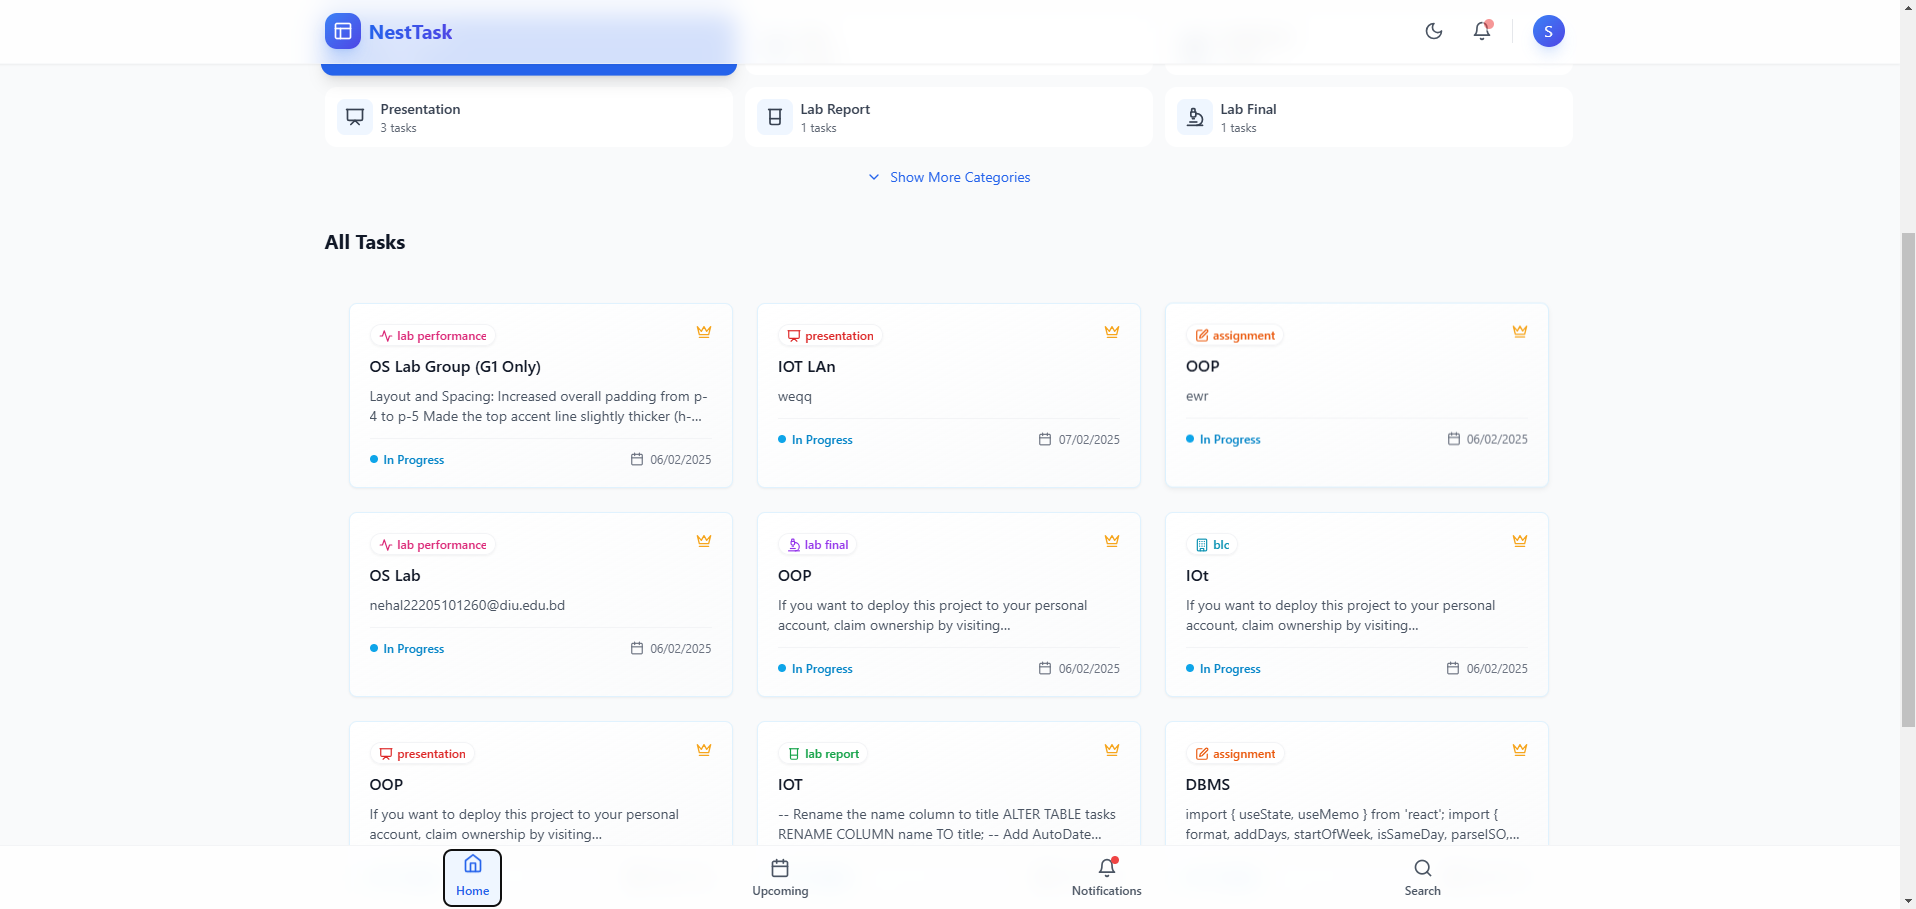 NestTask
S
Presentation
3 tasks
Lab Report
1 tasks
Lab Final
1 tasks
Show More Categories
All Tasks
lab performance
OS Lab Group (G1 Only)
Layout and Spacing: Increased overall padding from p-
4 to p-5 Made the top accent line slightly thicker (h-...
In Progress
06/02/2025
presentation
IOT LAn
weqq
In Progress
07/02/2025
assignment
OOP
ewr
In Progress
06/02/2025
lab performance
OS Lab
nehal22205101260@diu.edu.bd
In Progress
06/02/2025
lab final
OOP
If you want to deploy this project to your personal
account, claim ownership by visiting...
In Progress
06/02/2025
blc
IOt
If you want to deploy this project to your personal
account, claim ownership by visiting...
In Progress
06/02/2025
presentation
OOP
If you want to deploy this project to your personal
account, claim ownership by visiting...
lab report
IOT
-- Rename the name column to title ALTER TABLE tasks
RENAME COLUMN name TO title; -- Add AutoDate...
assignment
DBMS
import { useState, useMemo } from 'react'; import {
format, addDays, startOfWeek, isSameDay, parseISO,...
Home
Upcoming
Notifications
Search